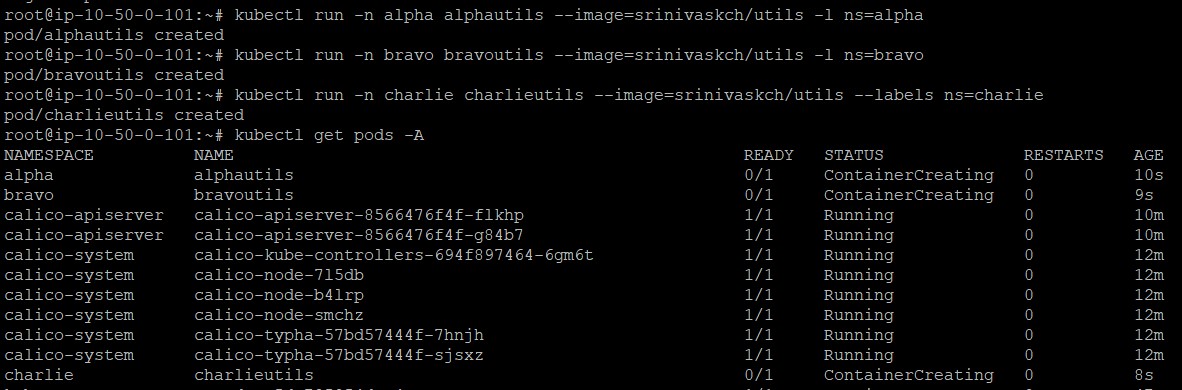 root@ip-10-50-0-101:~# kubectl run -n alpha alphautils --image=srinivaskch/utils -l ns=alpha
pod/alphautils created
root@ip-10-50-0-101:~# kubectl run -n bravo bravoutils --image=srinivaskch/utils -l ns=bravo
pod/bravoutils created
root@ip-10-50-0-101:~# kubectl run -n charlie charlieutils --image=srinivaskch/utils --labels ns=charlie
pod/charlieutils created
root@ip-10-50-0-101:~# kubectl get pods -A
NAMESPACE NAME READY STATUS RESTARTS AGE
alpha alphautils 0/1 ContainerCreating 0 10s
bravo bravoutils 0/1 ContainerCreating 0 9s
calico-apiserver calico-apiserver-8566476f4f-flkhp 1/1 Running 0 10m
calico-apiserver calico-apiserver-8566476f4f-g84b7 1/1 Running 0 10m
calico-system calico-kube-controllers-694f897464-6gm6t 1/1 Running 0 12m
calico-system calico-node-7l5db 1/1 Running 0 12m
calico-system calico-node-b4lrp 1/1 Running 0 12m
calico-system calico-node-smchz 1/1 Running 0 12m
calico-system calico-typha-57bd57444f-7hnjh 1/1 Running 0 12m
calico-system calico-typha-57bd57444f-sjsxz 1/1 Running 0 12m
charlie charlieutils 0/1 ContainerCreating 0 8s